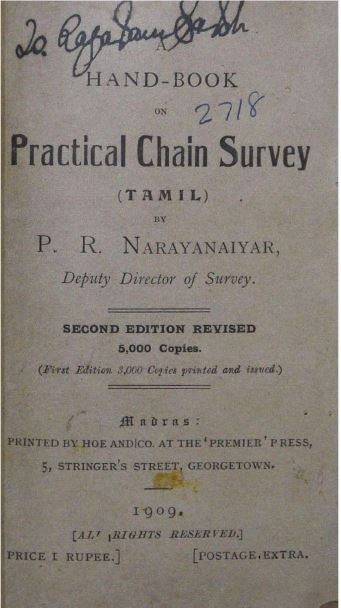 A
HAND-BOOK
ON
2718
Practical Chain Survey
(TAMIL)
BY
P. R. NARAYANAIYAR,
Deputy Director of Survey.
SECOND EDITION REVISED
5,000 Copies.
(First Edition 3,000 Copies printed and issued.)
Madras:
PRINTED BY HOE AND CO. AT THE 'PREMIER' PRESS,
5, STRINGER'S STREET, GEORGETOWN.
1909.
[ALL RIGHTS RESERVED.]
PRICE 1 RUPEE.] [POSTAGE EXTRA.